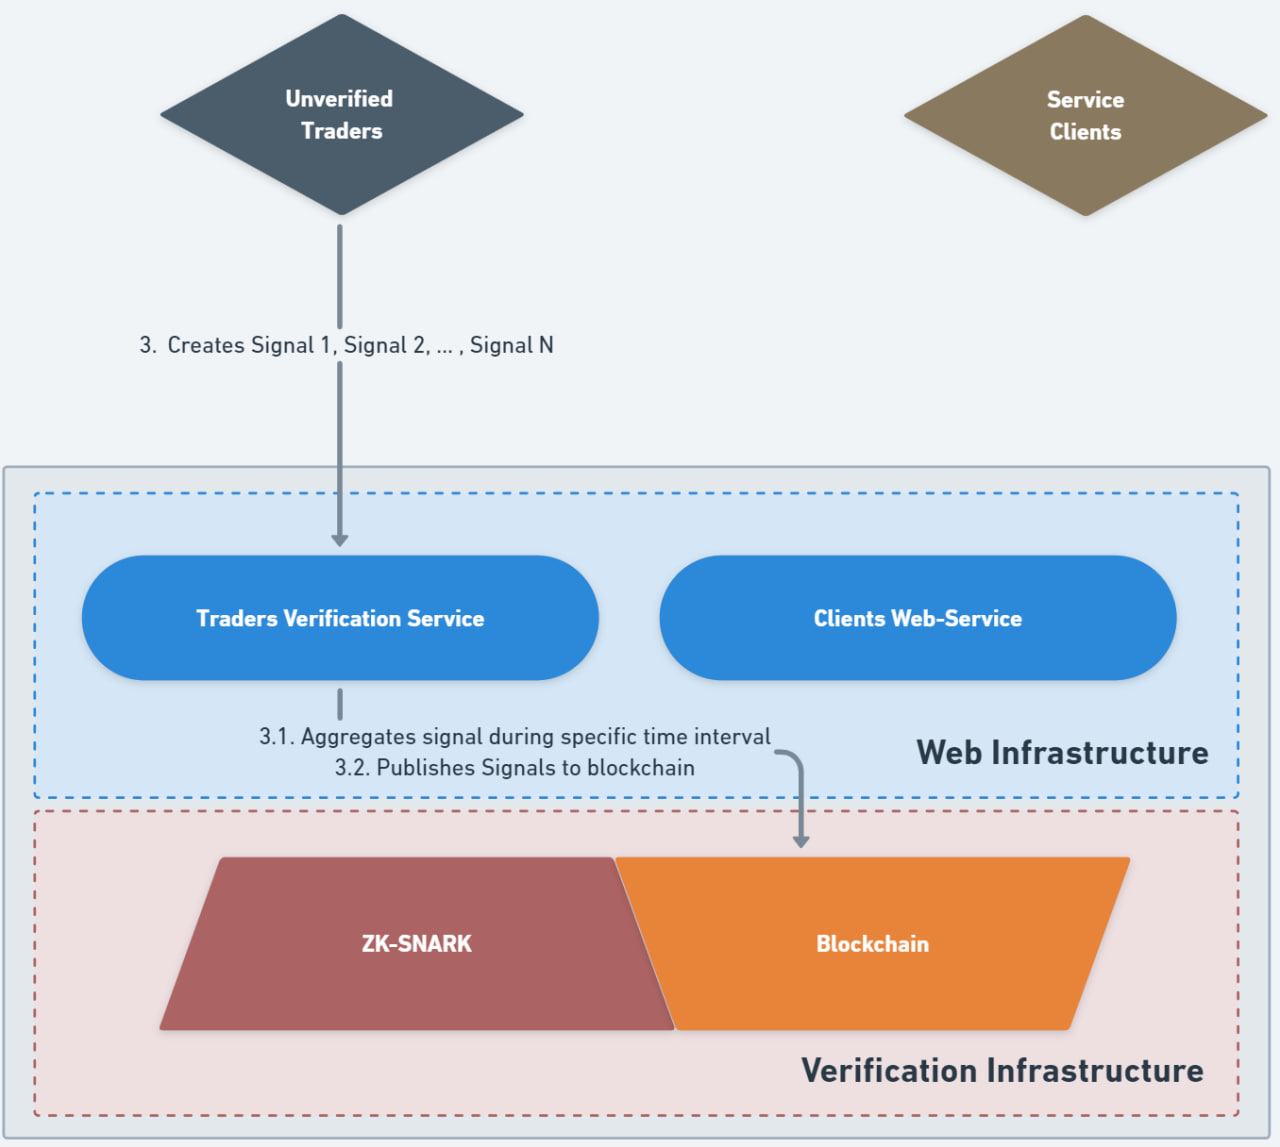 Unverified
Traders
Service
Clients
3. Creates Signal 1, Signal 2, ... , Signal N
Traders Verification Service
Clients Web-Service
3.1. Aggregates signal during specific time interval
3.2. Publishes Signals to blockchain
Web Infrastructure
ZK-SNARK
Blockchain
Verification Infrastructure